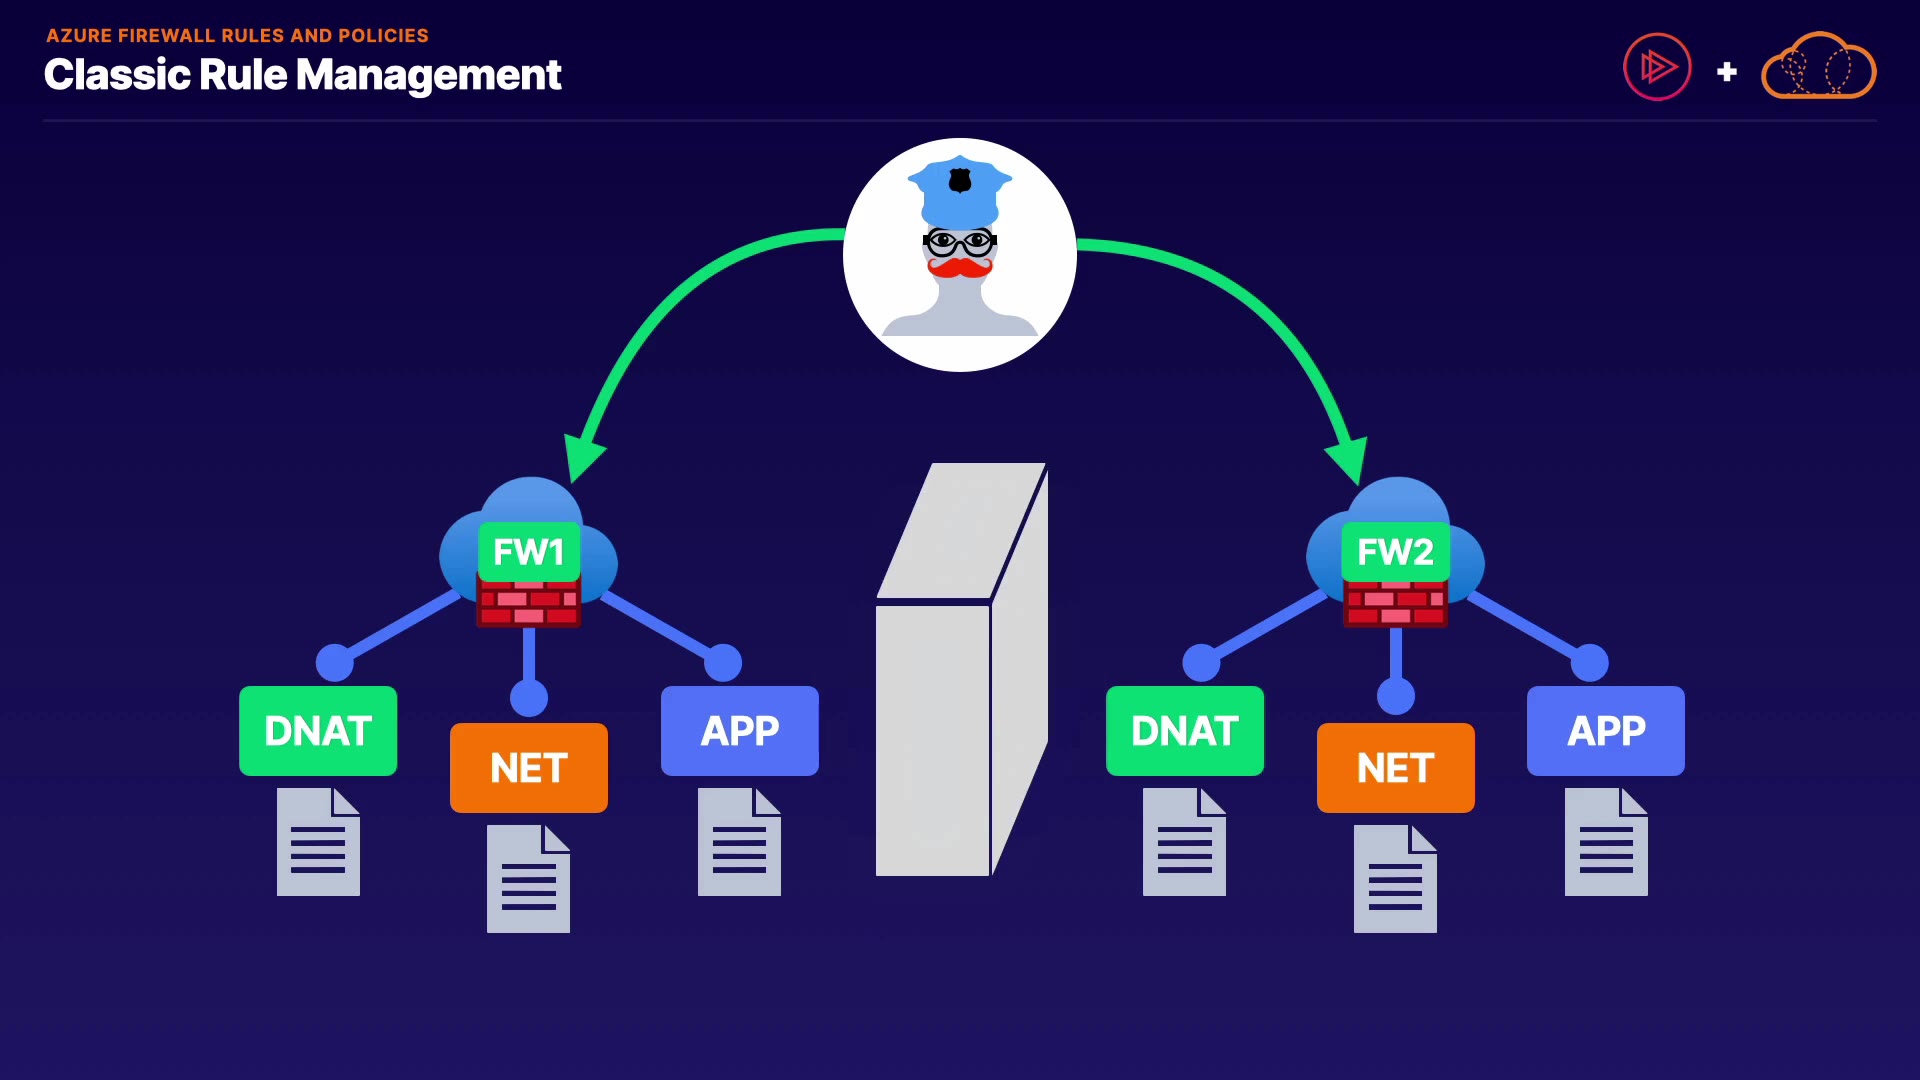 AZURE FIREWALL RULES AND POLICIES
Classic Rule Management
FW1
FW2
DNAT
NET
APP
DNAT
NET
APP